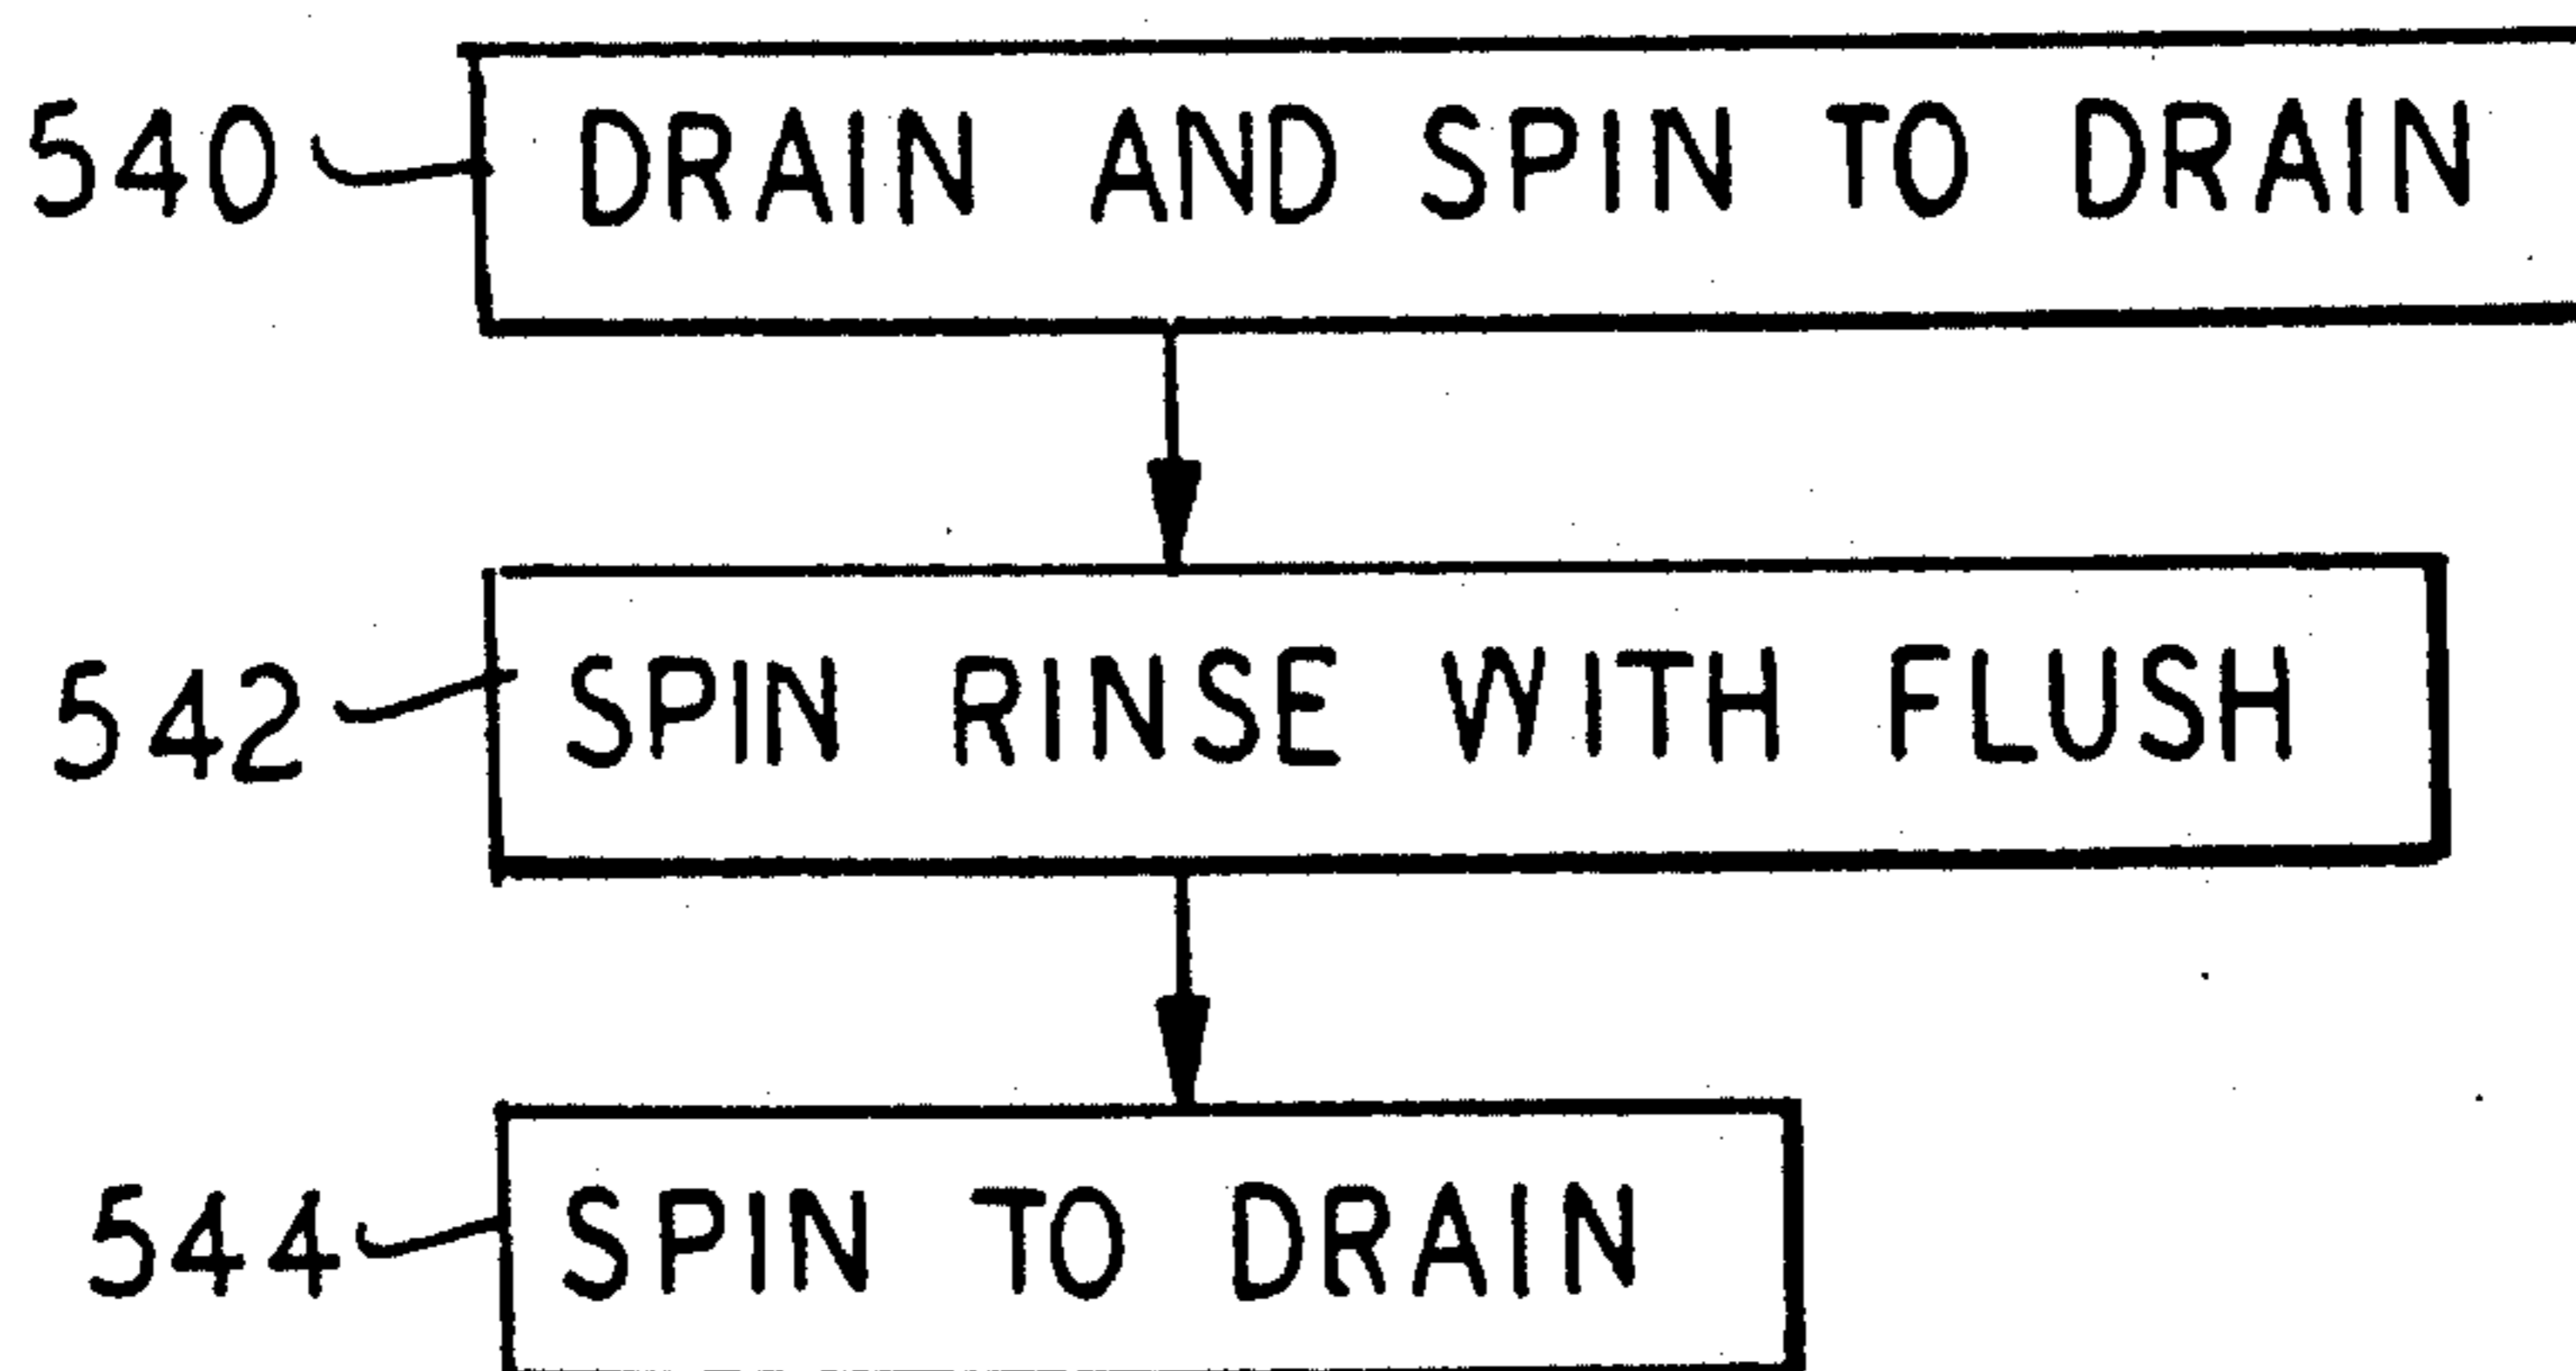 540 DRAIN AND SPIN TO DRAIN
542 SPIN RINSE WITH FLUSH
544 SPIN TO DRAIN